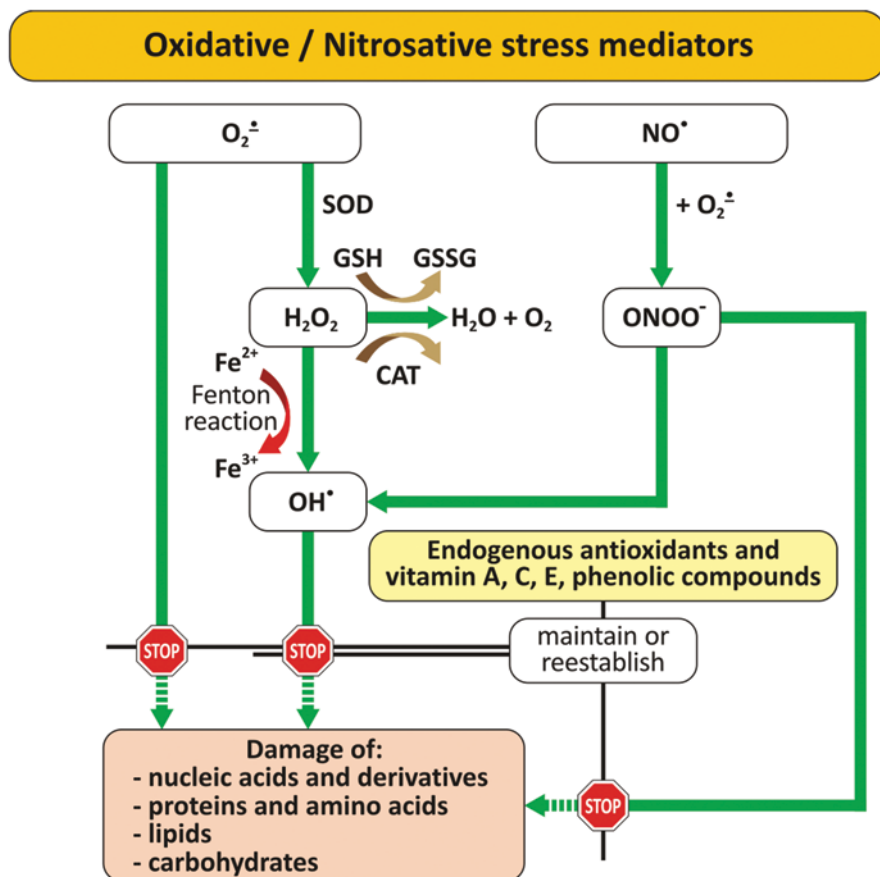 Oxidative / Nitrosative stress mediators
O₂•̲
NO•
SOD
+ O₂•̲
GSH GSSG
H₂O₂
H₂O + O₂
ONOO⁻
Fe²⁺
CAT
Fenton
reaction
Fe³⁺
OH•
Endogenous antioxidants and
vitamin A, C, E, phenolic compounds
STOP
STOP
maintain or
reestablish
Damage of:
- nucleic acids and derivatives
- proteins and amino acids
- lipids
- carbohydrates
STOP